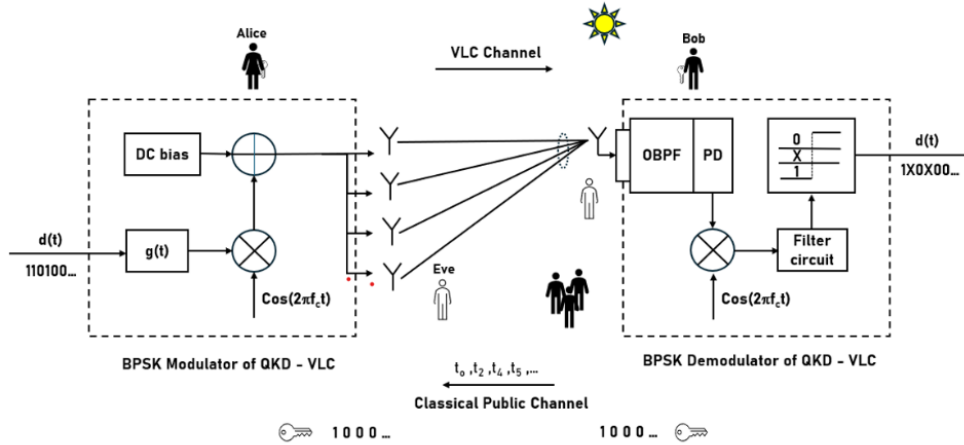 Alice
VLC Channel
Bob
DC bias
OBPF
PD
0
X
1
d(t)
1X0X00...
d(t)
110100...
g(t)
Cos(2πf_ct)
Eve
Filter
circuit
Cos(2πf_ct)
BPSK Modulator of QKD - VLC
BPSK Demodulator of QKD - VLC
t₀ ,t₂ ,t₄ ,t₅ ,...
Classical Public Channel
1 0 0 0 ...
1 0 0 0 ...